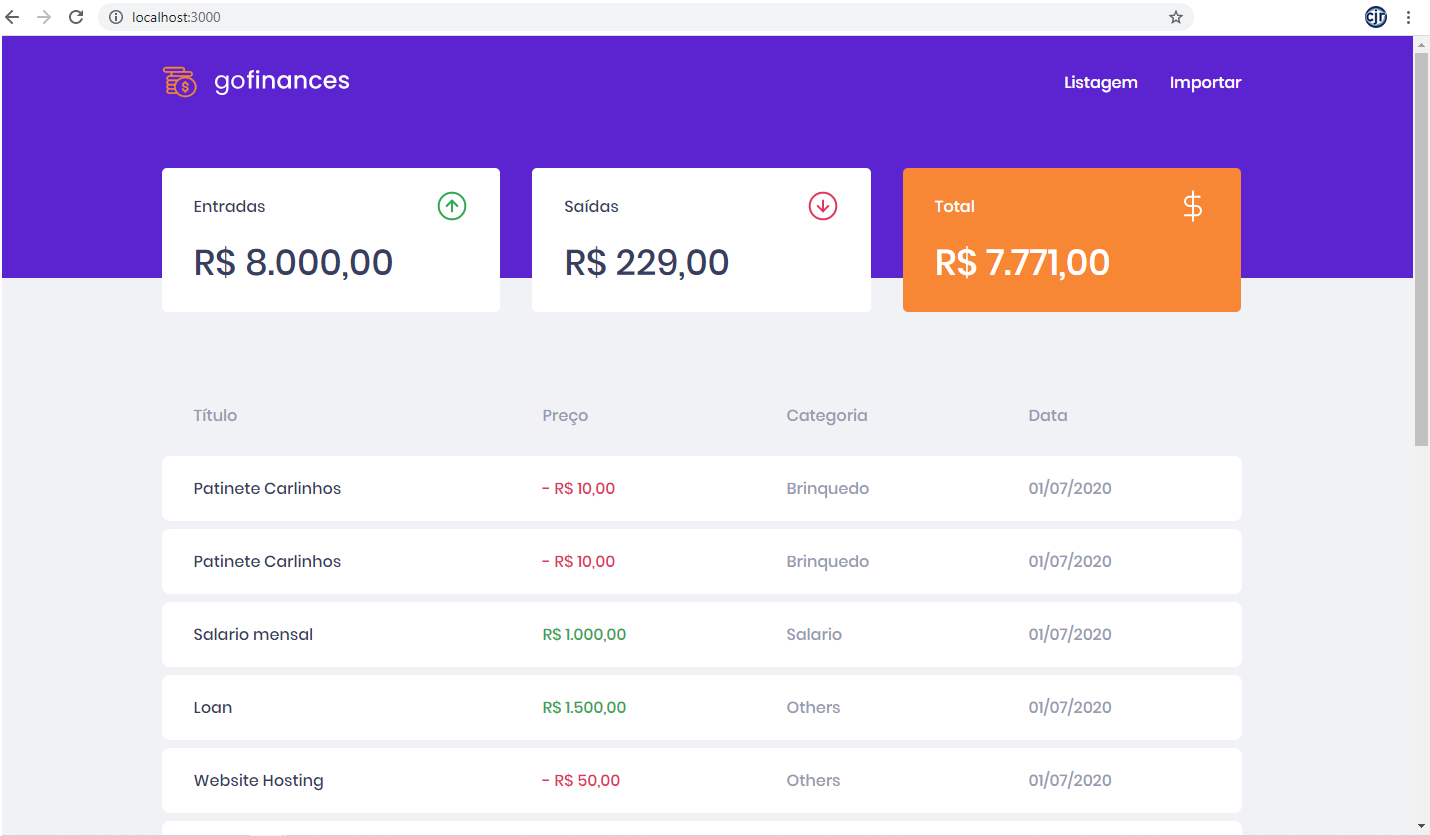 localhost:3000
cjr
gofinances
Listagem Importar
Entradas
R$ 8.000,00
Saídas
R$ 229,00
Total
$
R$ 7.771,00
Título Preço Categoria Data
Patinete Carlinhos - R$ 10,00 Brinquedo 01/07/2020
Patinete Carlinhos - R$ 10,00 Brinquedo 01/07/2020
Salario mensal R$ 1.000,00 Salario 01/07/2020
Loan R$ 1.500,00 Others 01/07/2020
Website Hosting - R$ 50,00 Others 01/07/2020